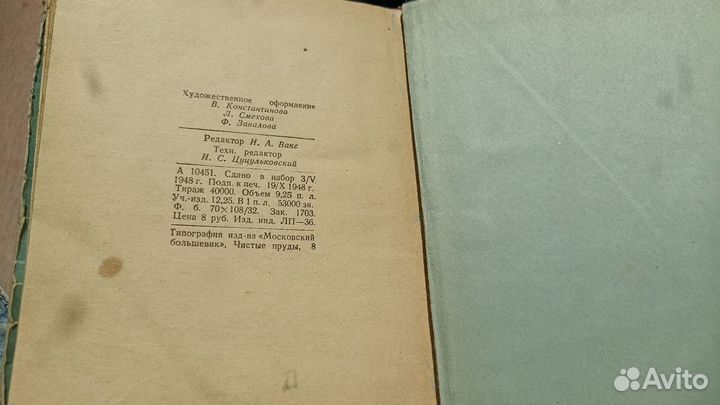 Художественное оформление
В. Константинова
Л. Смехова
Ф. Завалова
Редактор И. А. Вакс
Техн. редактор
И. С. Цуцульковский
А 10451. Сдано в набор 3/V
1948 г. Подп. к печ. 19/X 1948 г.
Тираж 40000. Объем 9,25 п. л.
Уч.-изд. 12,25. В 1 п. л. 53000 зн.
Ф. б. 70×108/32. Зак. 1703.
Цена 8 руб. Изд. инд. ЛП—36.
Типография изд-ва «Московский
большевик», Чистые пруды, 8
Avito